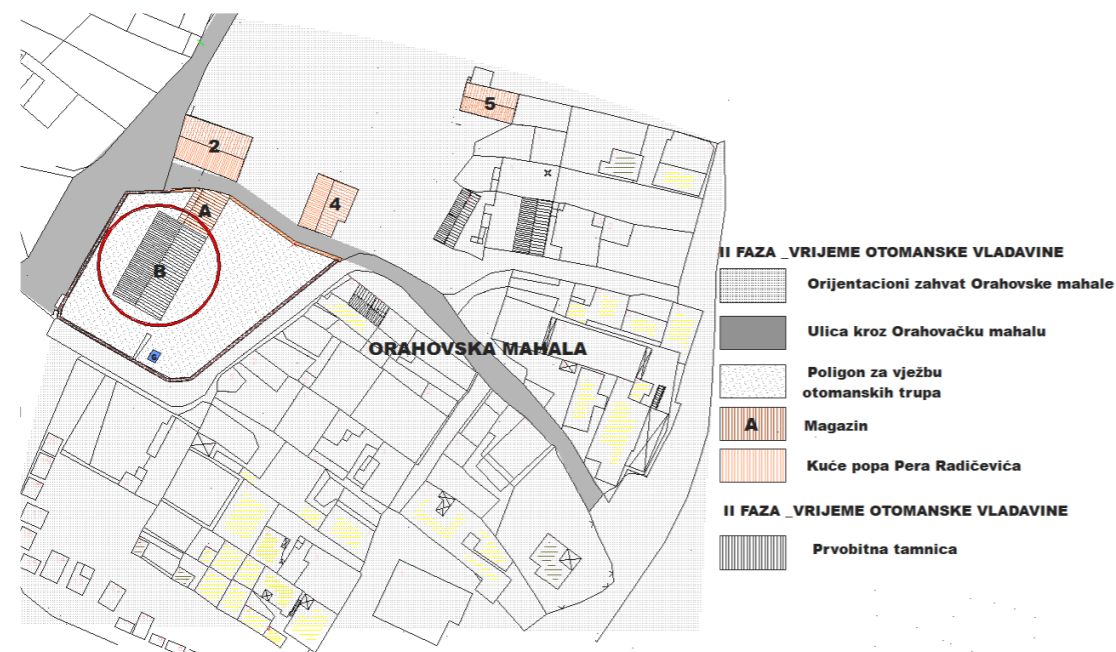 5
2
A
4
B
C
ORAHOVSKA MAHALA
II FAZA _VRIJEME OTOMANSKE VLADAVINE
Orijentacioni zahvat Orahovske mahale
Ulica kroz Orahovačku mahalu
Poligon za vježbu
otomanskih trupa
A Magazin
Kuće popa Pera Radičevića
II FAZA _VRIJEME OTOMANSKE VLADAVINE
Prvobitna tamnica